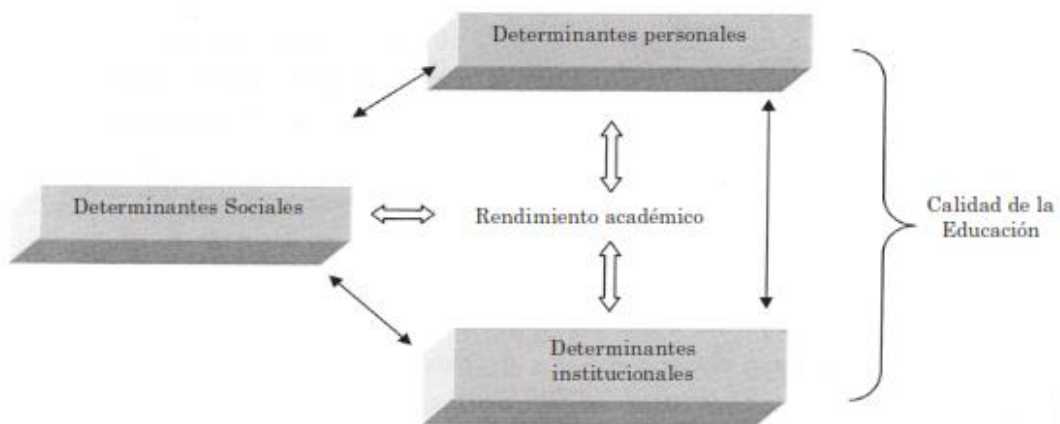 Determinantes personales
Determinantes Sociales
Rendimiento académico
Calidad de la
Educación
Determinantes
institucionales